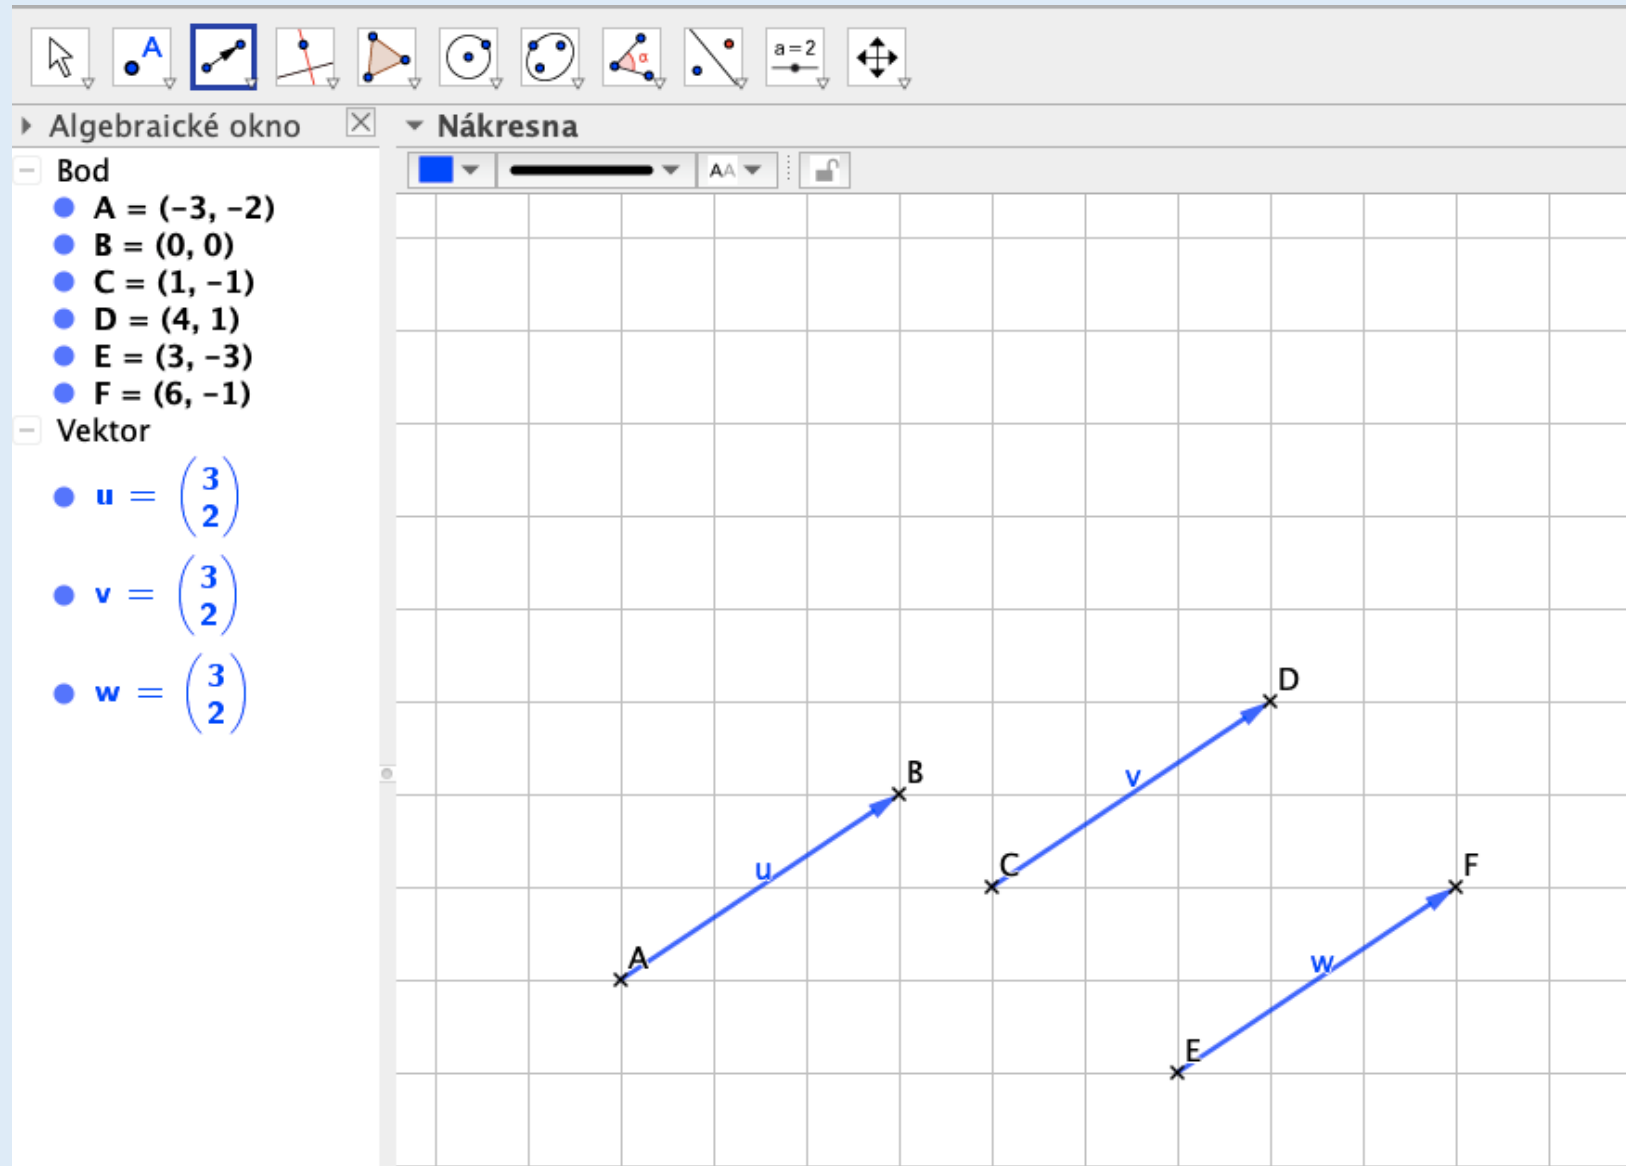 A
α
a=2
Algebraické okno
Nákresna
AA
Bod
A = (-3, -2)
B = (0, 0)
C = (1, -1)
D = (4, 1)
E = (3, -3)
F = (6, -1)
Vektor
u = (3
2)
v = (3
2)
w = (3
2)
D
B
v
C
u
F
A
w
E